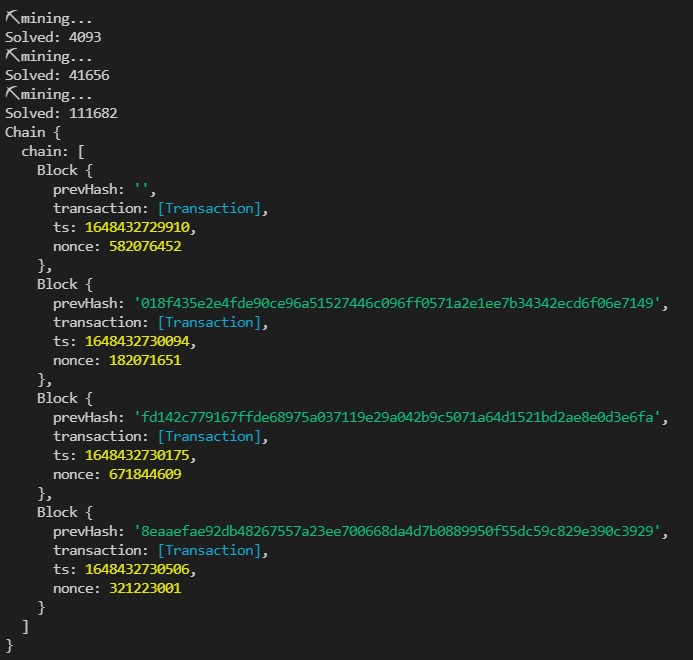 ⛏mining...
Solved: 4093
⛏mining...
Solved: 41656
⛏mining...
Solved: 111682
Chain {
  chain: [
    Block {
      prevHash: '',
      transaction: [Transaction],
      ts: 1648432729910,
      nonce: 582076452
    },
    Block {
      prevHash: '018f435e2e4fde90ce96a51527446c096ff0571a2e1ee7b34342ecd6f06e7149',
      transaction: [Transaction],
      ts: 1648432730094,
      nonce: 182071651
    },
    Block {
      prevHash: 'fd142c779167ffde68975a037119e29a042b9c5071a64d1521bd2ae8e0d3e6fa',
      transaction: [Transaction],
      ts: 1648432730175,
      nonce: 671844609
    },
    Block {
      prevHash: '8eaaefae92db48267557a23ee700668da4d7b0889950f55dc59c829e390c3929',
      transaction: [Transaction],
      ts: 1648432730506,
      nonce: 321223001
    }
  ]
}